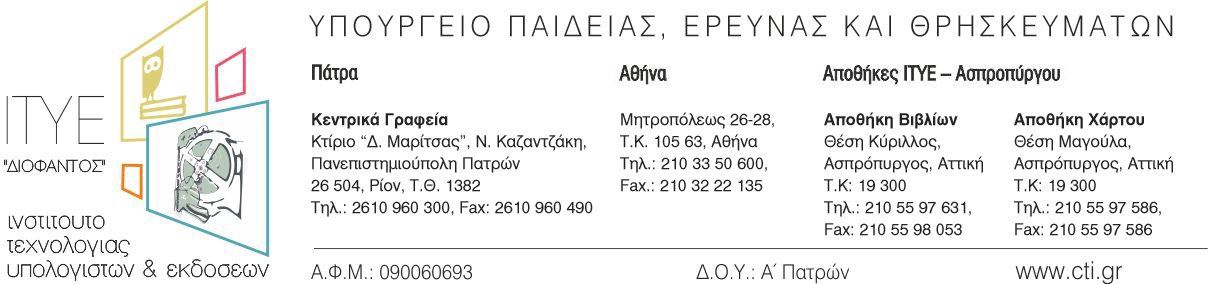 ΙΤΥΕ
"ΔΙΟΦΑΝΤΟΣ"
ινστιτουτο
τεχνολογιας
υπολογιστων & εκδοσεων
ΥΠΟΥΡΓΕΙΟ ΠΑΙΔΕΙΑΣ, ΕΡΕΥΝΑΣ ΚΑΙ ΘΡΗΣΚΕΥΜΑΤΩΝ
Πάτρα
Κεντρικά Γραφεία
Κτίριο “Δ. Μαρίτσας”, Ν. Καζαντζάκη,
Πανεπιστημιούπολη Πατρών
26 504, Ρίον, Τ.Θ. 1382
Τηλ.: 2610 960 300, Fax: 2610 960 490
Αθήνα
Μητροπόλεως 26-28,
Τ.Κ. 105 63, Αθήνα
Τηλ.: 210 33 50 600,
Fax.: 210 32 22 135
Αποθήκες ΙΤΥΕ – Ασπροπύργου
Αποθήκη Βιβλίων
Θέση Κύριλλος,
Ασπρόπυργος, Αττική
Τ.Κ: 19 300
Τηλ.: 210 55 97 631,
Fax: 210 55 98 053
Αποθήκη Χάρτου
Θέση Μαγούλα,
Ασπρόπυργος, Αττική
Τ.Κ: 19 300
Τηλ.: 210 55 97 586,
Fax: 210 55 97 586
Α.Φ.Μ.: 090060693
Δ.Ο.Υ.: Α΄ Πατρών
www.cti.gr